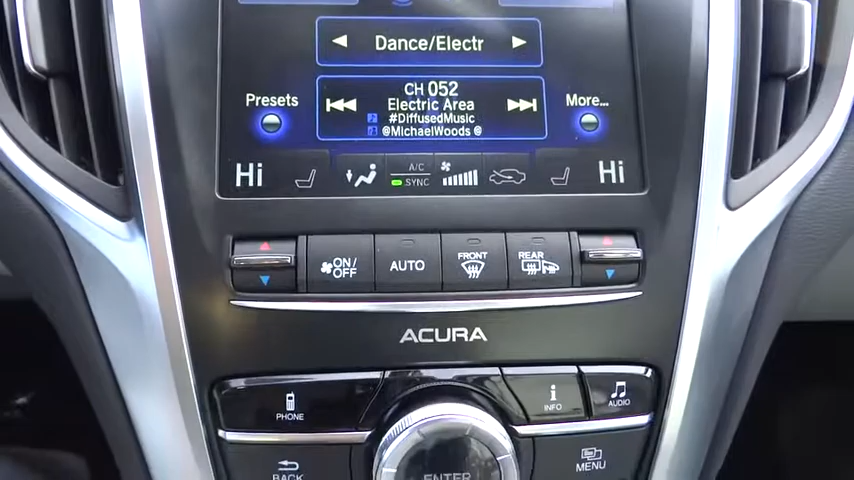 Dance/Electr
CH 052
Electric Area
#DiffusedMusic
@MichaelWoods @
Presets
More...
Hi
A/C
SYNC
Hi
ON/
OFF
AUTO
FRONT
REAR
ACURA
PHONE
INFO
AUDIO
BACK
ENTER
MENU